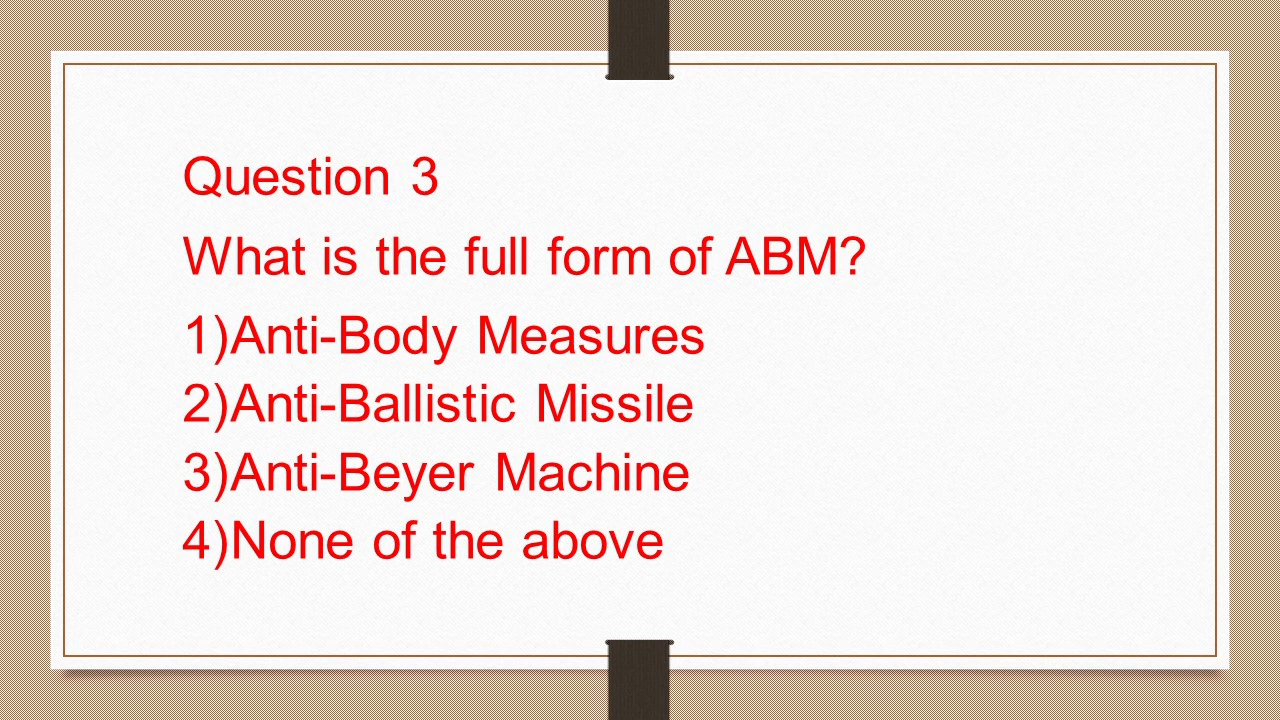 Question 3
What is the full form of ABM?
1)Anti-Body Measures
2)Anti-Ballistic Missile
3)Anti-Beyer Machine
4)None of the above